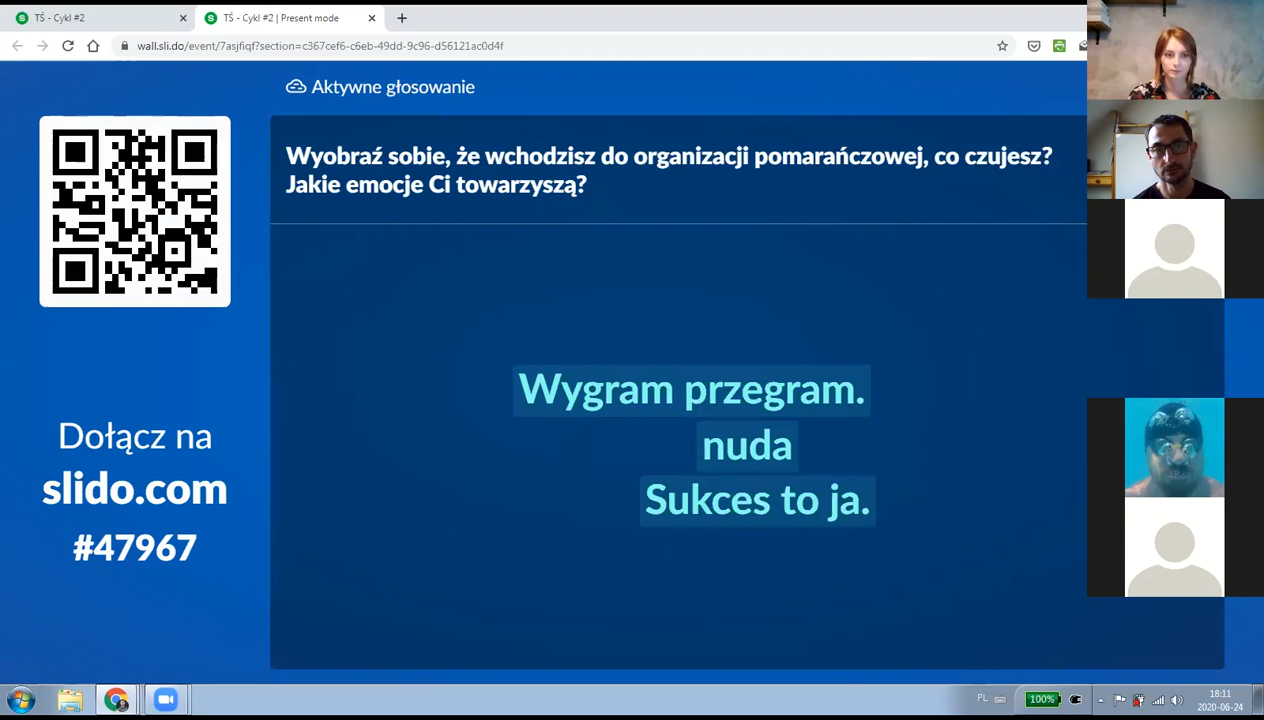 TŚ - Cykl #2
TŚ - Cykl #2 | Present mode
wall.sli.do/event/7asjfiqf?section=c367cef6-c6eb-49dd-9c96-d56121ac0d4f
Aktywne głosowanie
Wyobraź sobie, że wchodzisz do organizacji pomarańczowej, co czujesz?
Jakie emocje Ci towarzyszą?
Wygram przegram.
nuda
Sukces to ja.
Dołącz na
slido.com
#47967
PL
100%
18:11
2020-06-24